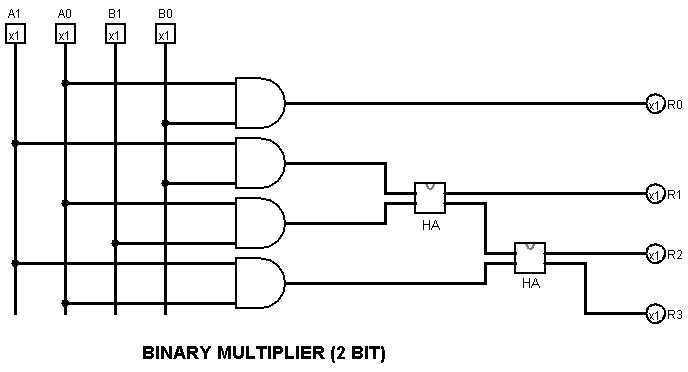 A1 A0 B1 B0
x1 x1 x1 x1
x1 R0
x1 R1
HA
x1 R2
HA
x1 R3
BINARY MULTIPLIER (2 BIT)